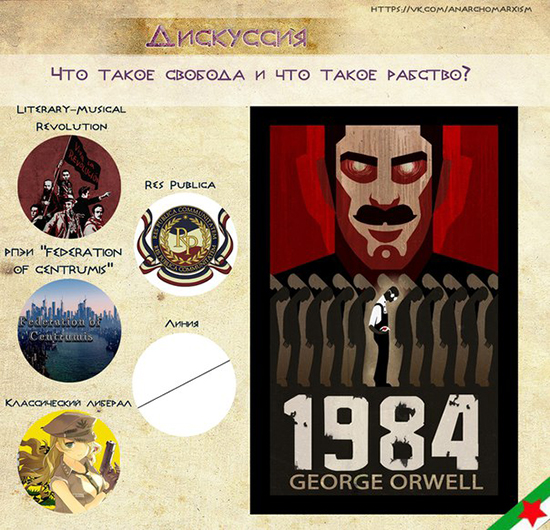 https://vk.com/anarchomarxism
Дискуссия
Что такое свобода и что такое рабство?
Literary-Musical
Revolution
Res Publica
РПЭИ "Federation
of Centrumis"
Federation of
Centrumis
Линия
Классический либерал
Rp
1984
GEORGE ORWELL